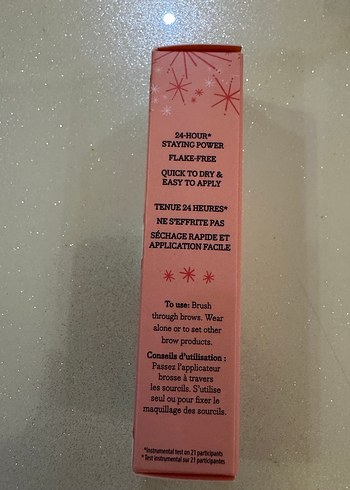 24-HOUR*
STAYING POWER
FLAKE-FREE
QUICK TO DRY &
EASY TO APPLY
TENUE 24 HEURES*
NE S'EFFRITE PAS
SÉCHAGE RAPIDE ET
APPLICATION FACILE
To use: Brush
through brows. Wear
alone or to set other
brow products.
Conseils d'utilisation :
Passez l'applicateur
brosse à travers
les sourcils. S'utilise
seul ou pour fixer le
maquillage des sourcils.
*Instrumental test on 21 participants
*Test instrumental sur 21 participantes